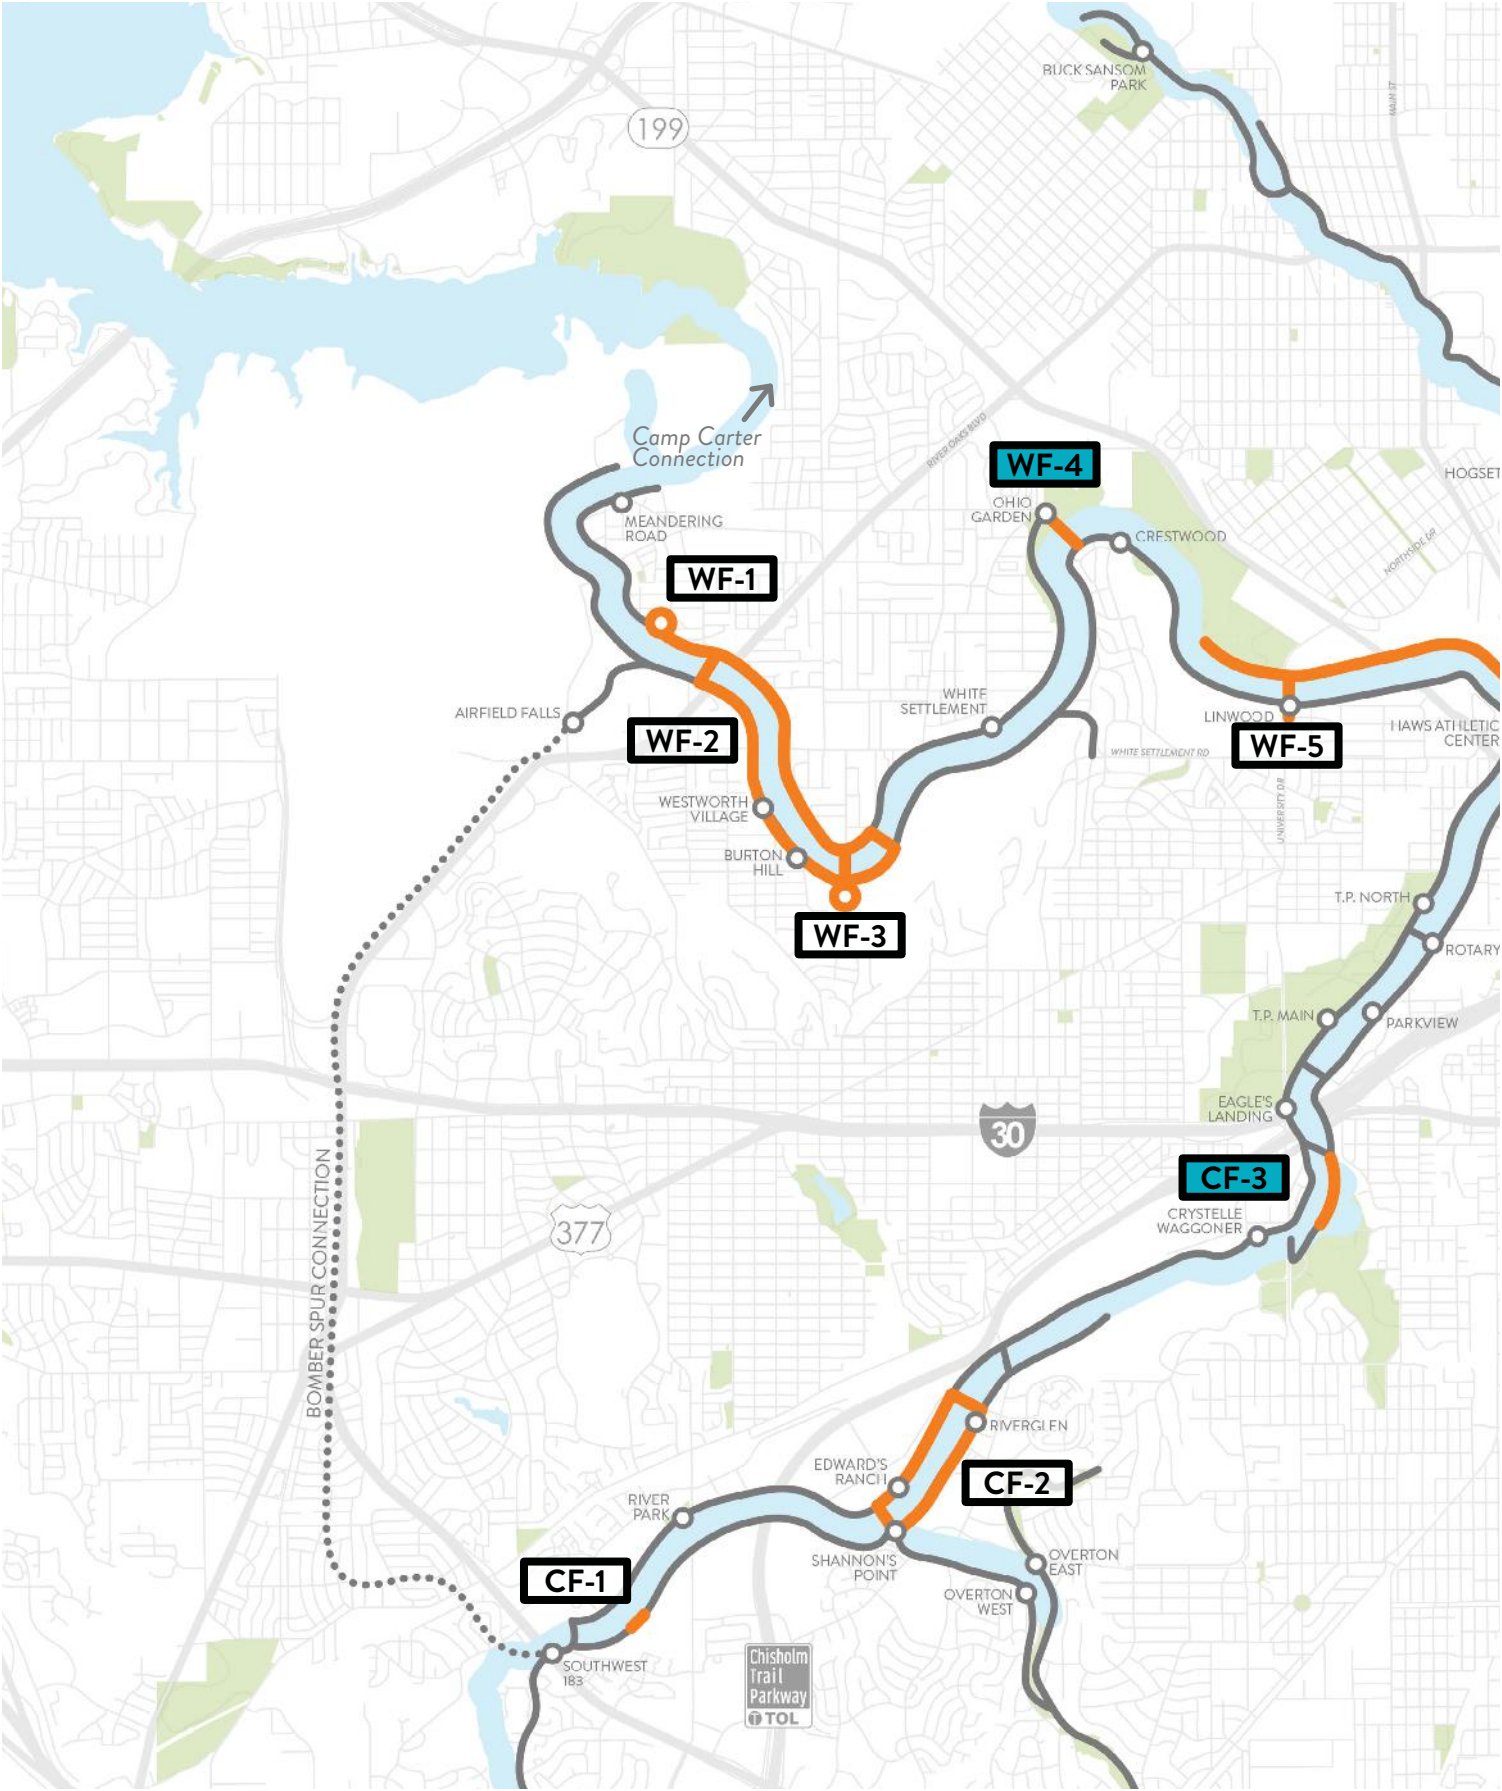 BUCK SANSOM
PARK
MAIN ST
199
Camp Carter
Connection
RIVER OAKS BLVD
WF-4
HOGSET
OHIO
GARDEN
MEANDERING
ROAD
CRESTWOOD
NORTHSIDE DR
WF-1
WHITE
SETTLEMENT
AIRFIELD FALLS
LINWOOD
HAWS ATHLETIC
CENTER
WF-2
WF-5
WHITE SETTLEMENT RD
UNIVERSITY DR
WESTWORTH
VILLAGE
BURTON
HILL
T.P. NORTH
WF-3
ROTARY
T.P. MAIN
PARKVIEW
EAGLE'S
LANDING
30
CF-3
BOMBER SPUR CONNECTION
377
CRYSTELLE
WAGGONER
RIVERGLEN
EDWARD'S
RANCH
CF-2
RIVER
PARK
SHANNON'S
POINT
OVERTON
EAST
CF-1
OVERTON
WEST
SOUTHWEST
183
Chisholm
Trail
Parkway
TOLL